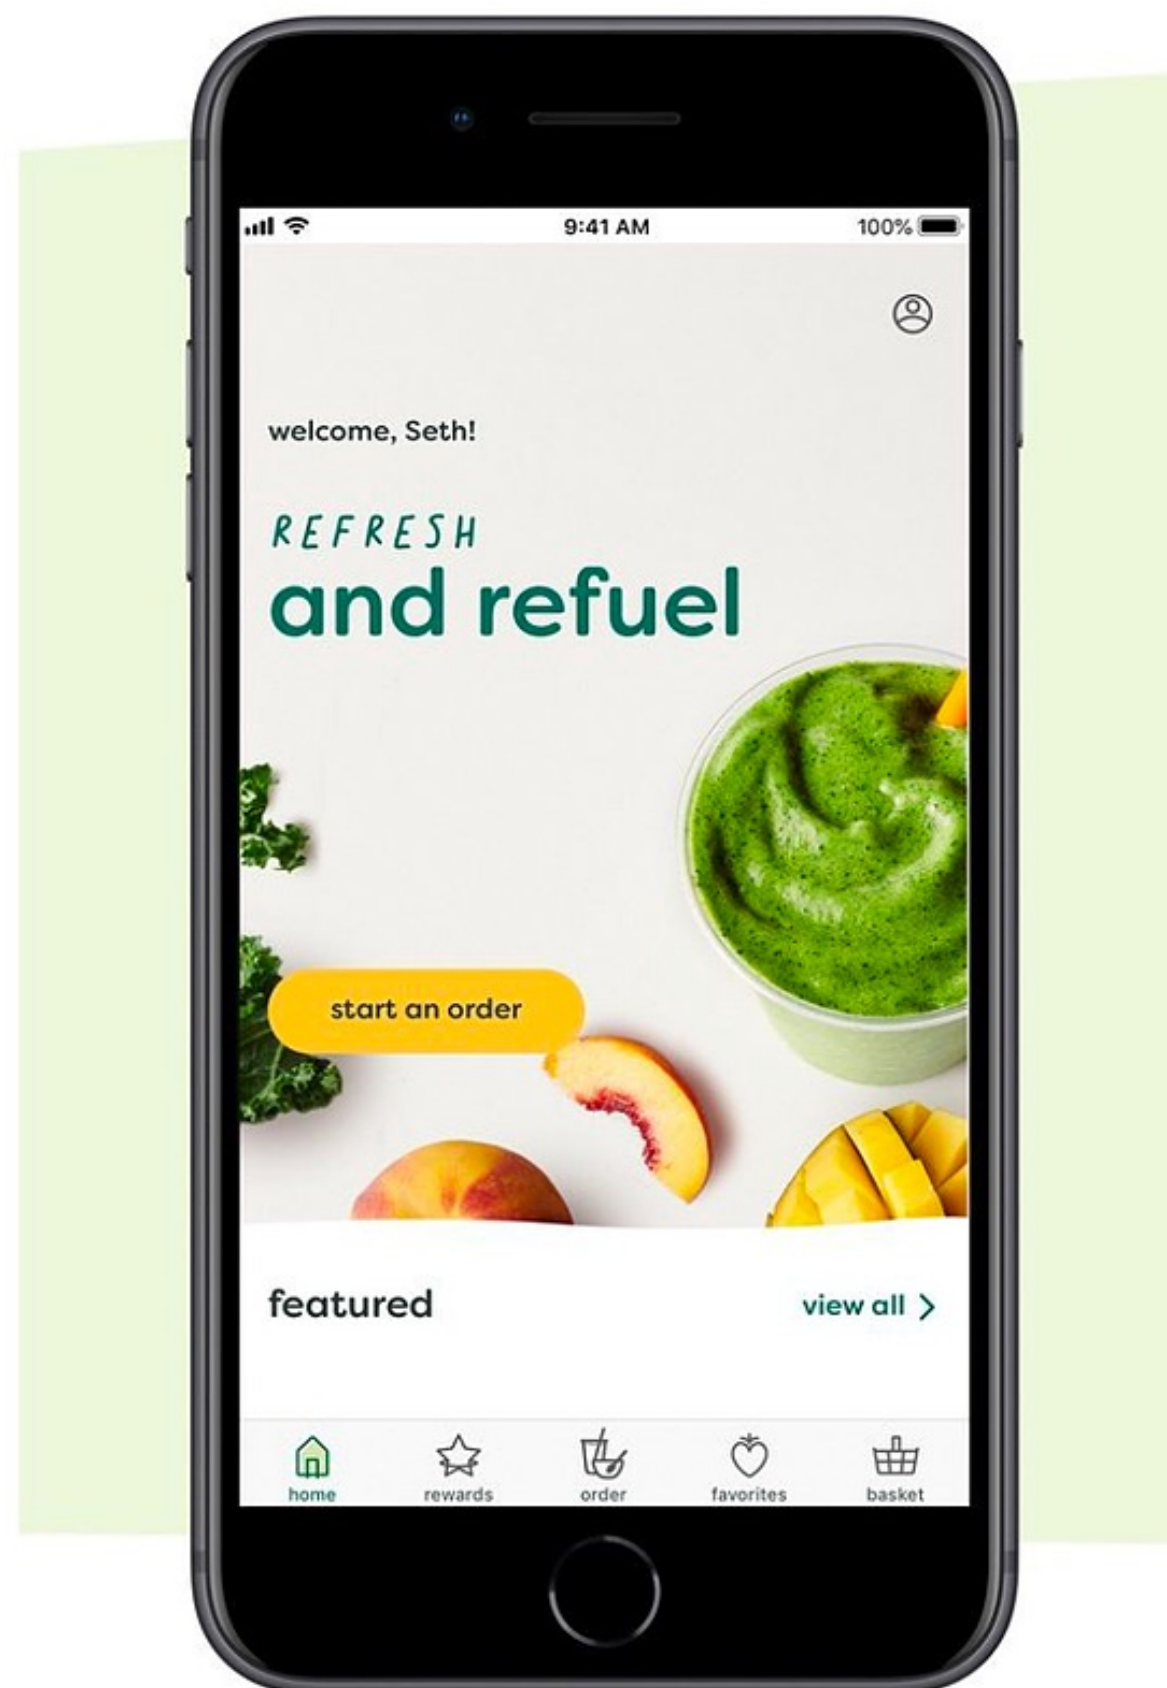 9:41 AM 100%
welcome, Seth!
REFRESH
and refuel
start an order
featured view all >
home rewards order favorites basket